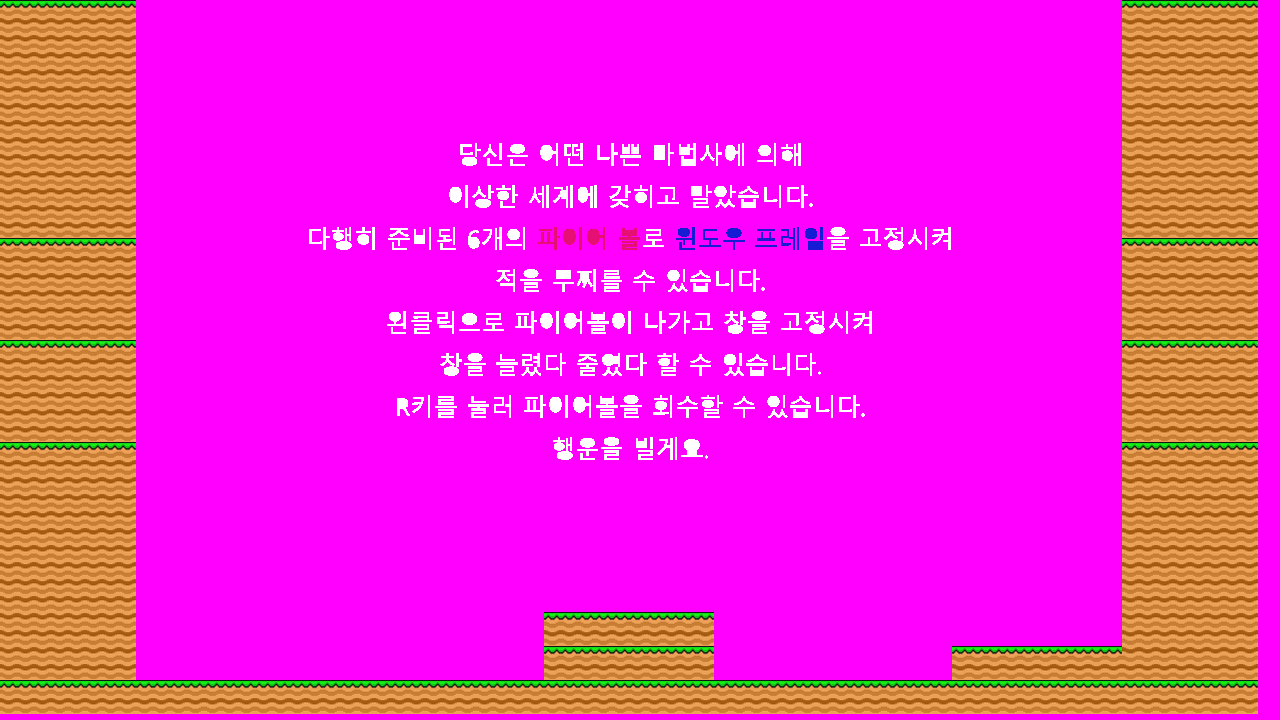 당신은 어떤 나쁜 마법사에 의해
이상한 세계에 갖히고 말았습니다.
다행히 준비된 6개의 파이어 볼로 윈도우 프레임을 고정시켜
적을 무찌를 수 있습니다.
왼클릭으로 파이어볼이 나가고 창을 고정시켜
창을 늘렸다 줄였다 할 수 있습니다.
R키를 눌러 파이어볼을 회수할 수 있습니다.
행운을 빌게요.